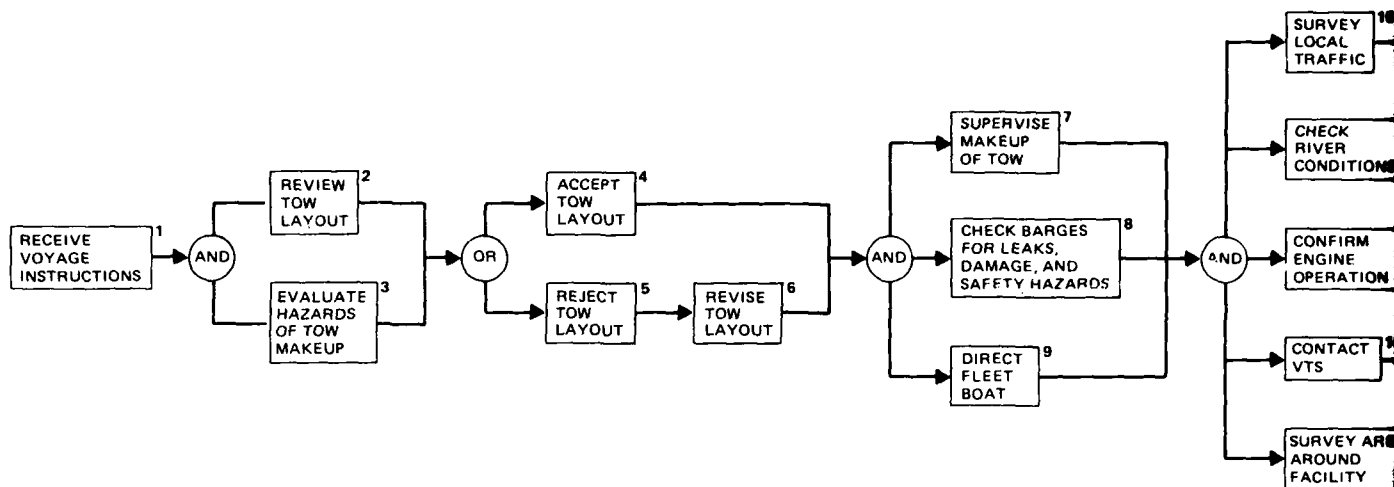 1
RECEIVE
VOYAGE
INSTRUCTIONS
AND
2
REVIEW
TOW
LAYOUT
3
EVALUATE
HAZARDS
OF TOW
MAKEUP
OR
4
ACCEPT
TOW
LAYOUT
5
REJECT
TOW
LAYOUT
6
REVISE
TOW
LAYOUT
AND
7
SUPERVISE
MAKEUP
OF TOW
8
CHECK BARGES
FOR LEAKS,
DAMAGE, AND
SAFETY HAZARDS
9
DIRECT
FLEET
BOAT
AND
SURVEY
LOCAL
TRAFFIC
CHECK
RIVER
CONDITION
CONFIRM
ENGINE
OPERATION
CONTACT
VTS
SURVEY
AROUND
FACILITY